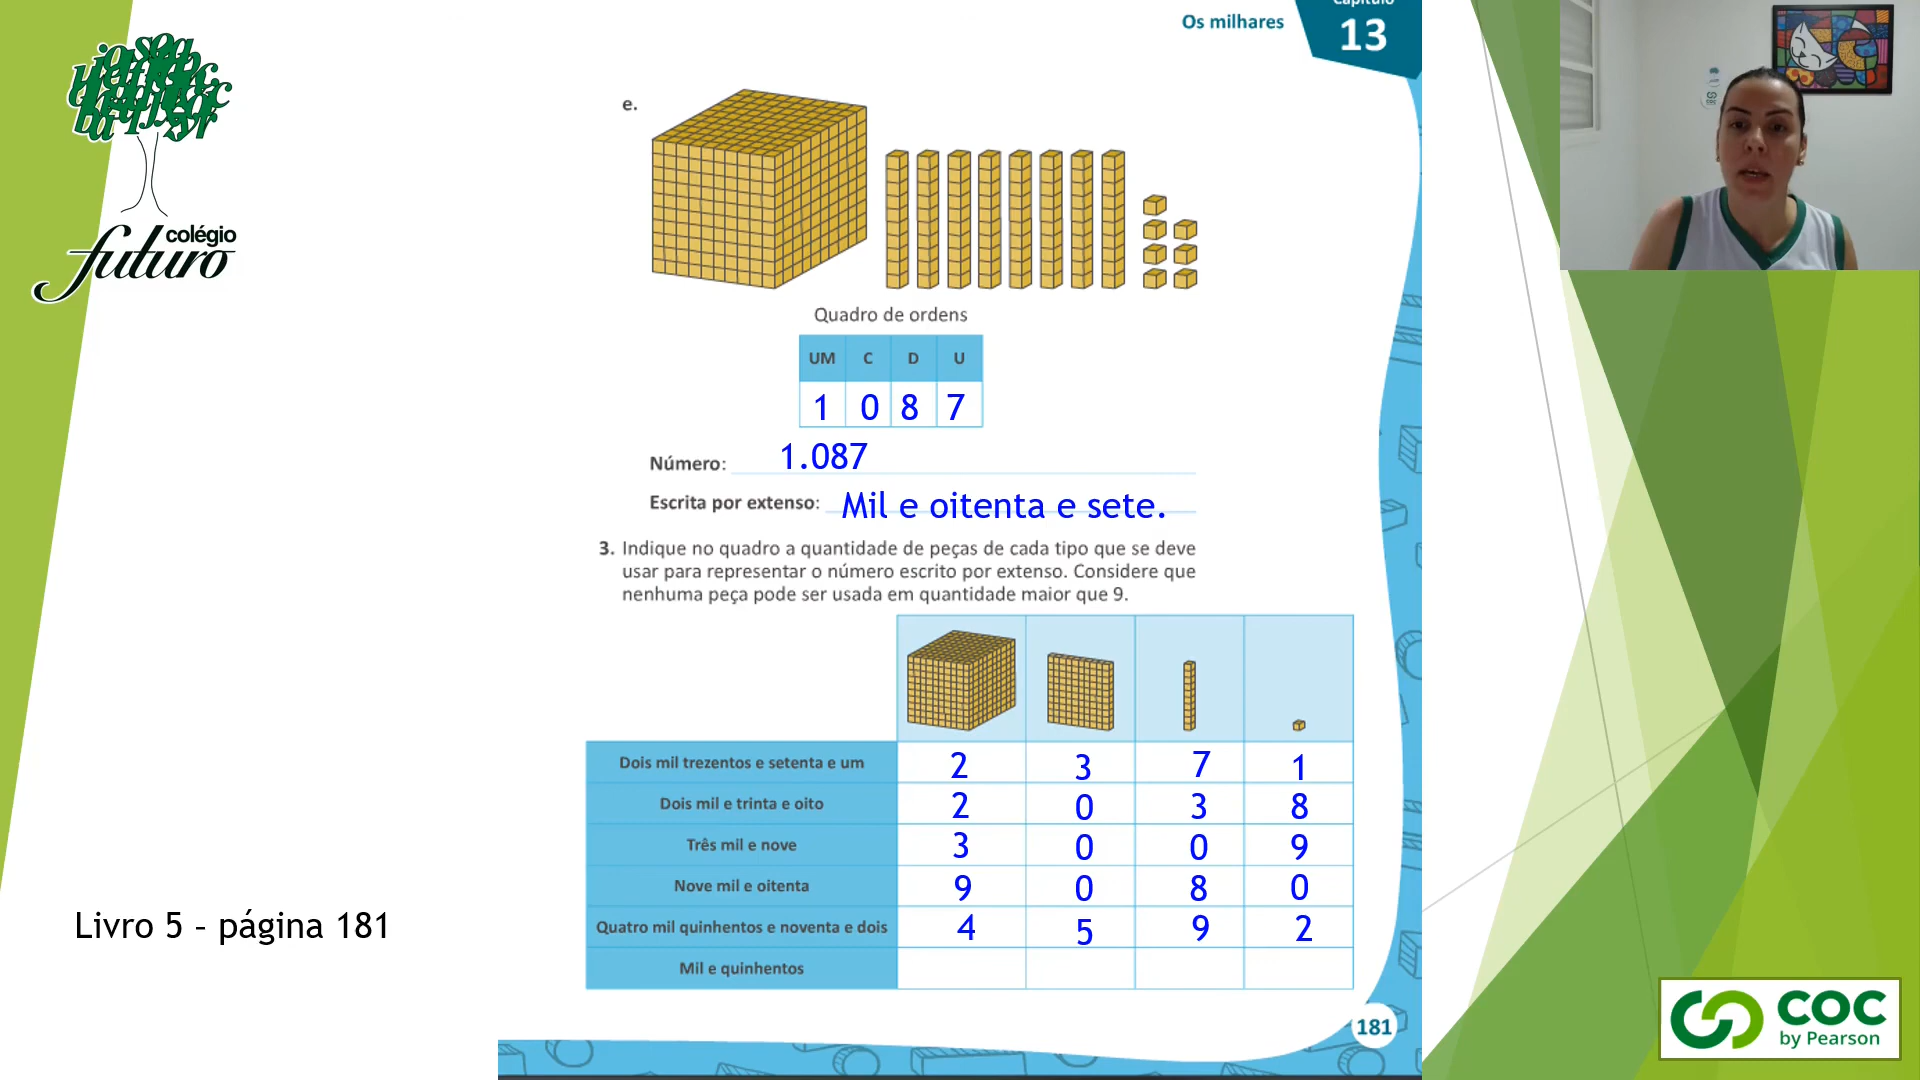 colégio
futuro
Os milhares
Capítulo
13
e.
Quadro de ordens
UM C D U
1 0 8 7
Número: 1.087
Escrita por extenso: Mil e oitenta e sete.
3. Indique no quadro a quantidade de peças de cada tipo que se deve
usar para representar o número escrito por extenso. Considere que
nenhuma peça pode ser usada em quantidade maior que 9.
Dois mil trezentos e setenta e um 2 3 7 1
Dois mil e trinta e oito 2 0 3 8
Três mil e nove 3 0 0 9
Nove mil e oitenta 9 0 8 0
Quatro mil quinhentos e noventa e dois 4 5 9 2
Mil e quinhentos
Livro 5 - página 181
181
COC
by Pearson